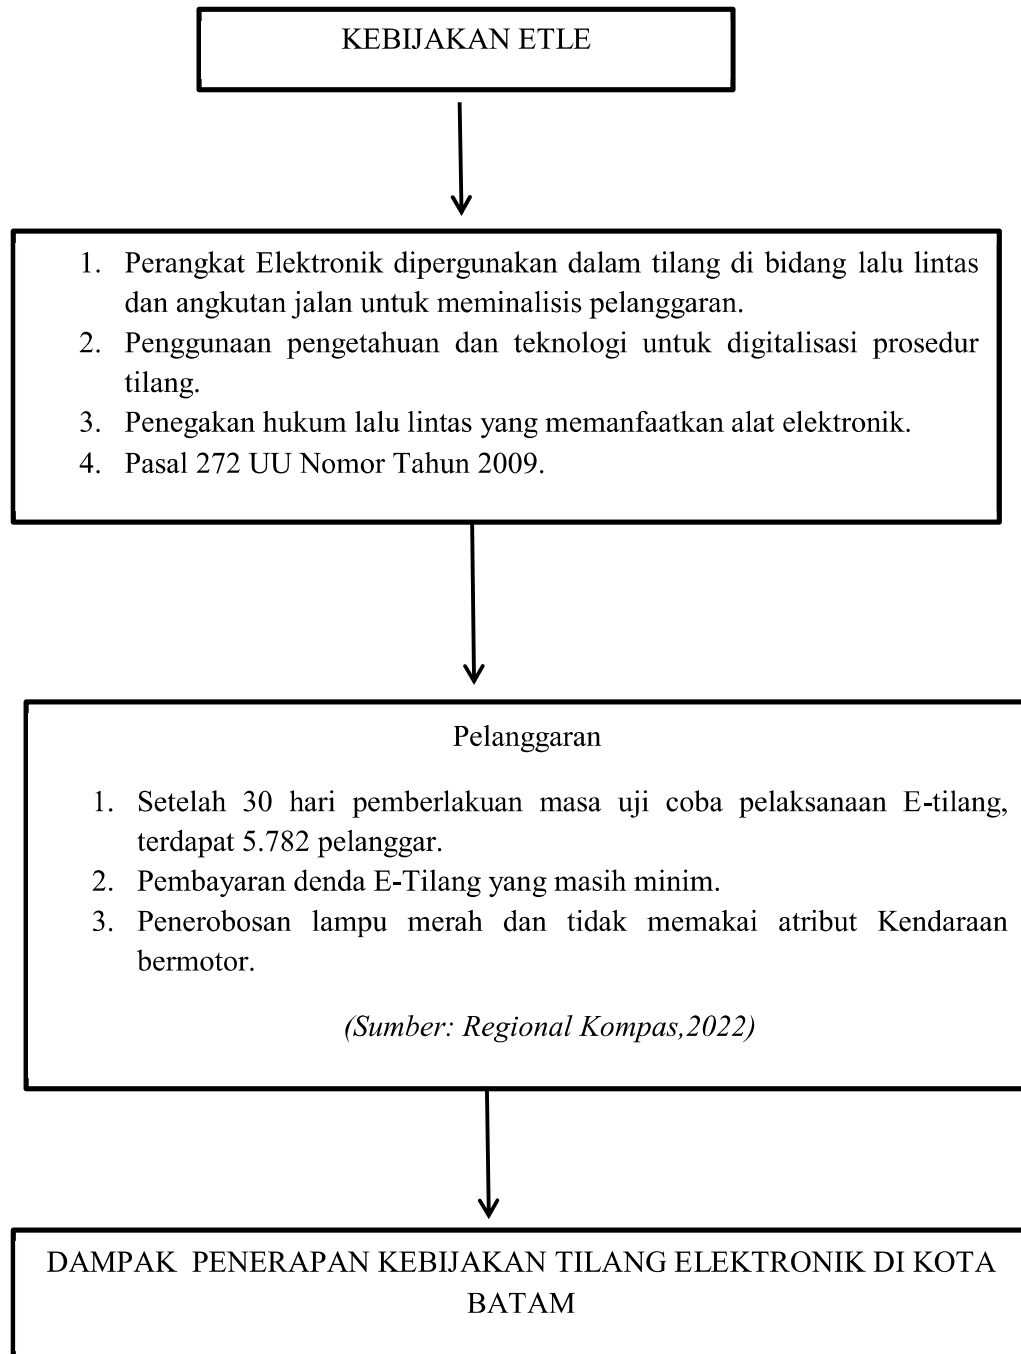 KEBIJAKAN ETLE
1. Perangkat Elektronik dipergunakan dalam tilang di bidang lalu lintas
dan angkutan jalan untuk meminalisis pelanggaran.
2. Penggunaan pengetahuan dan teknologi untuk digitalisasi prosedur
tilang.
3. Penegakan hukum lalu lintas yang memanfaatkan alat elektronik.
4. Pasal 272 UU Nomor Tahun 2009.
Pelanggaran
1. Setelah 30 hari pemberlakuan masa uji coba pelaksanaan E-tilang,
terdapat 5.782 pelanggar.
2. Pembayaran denda E-Tilang yang masih minim.
3. Penerobosan lampu merah dan tidak memakai atribut Kendaraan
bermotor.
(Sumber: Regional Kompas,2022)
DAMPAK PENERAPAN KEBIJAKAN TILANG ELEKTRONIK DI KOTA
BATAM